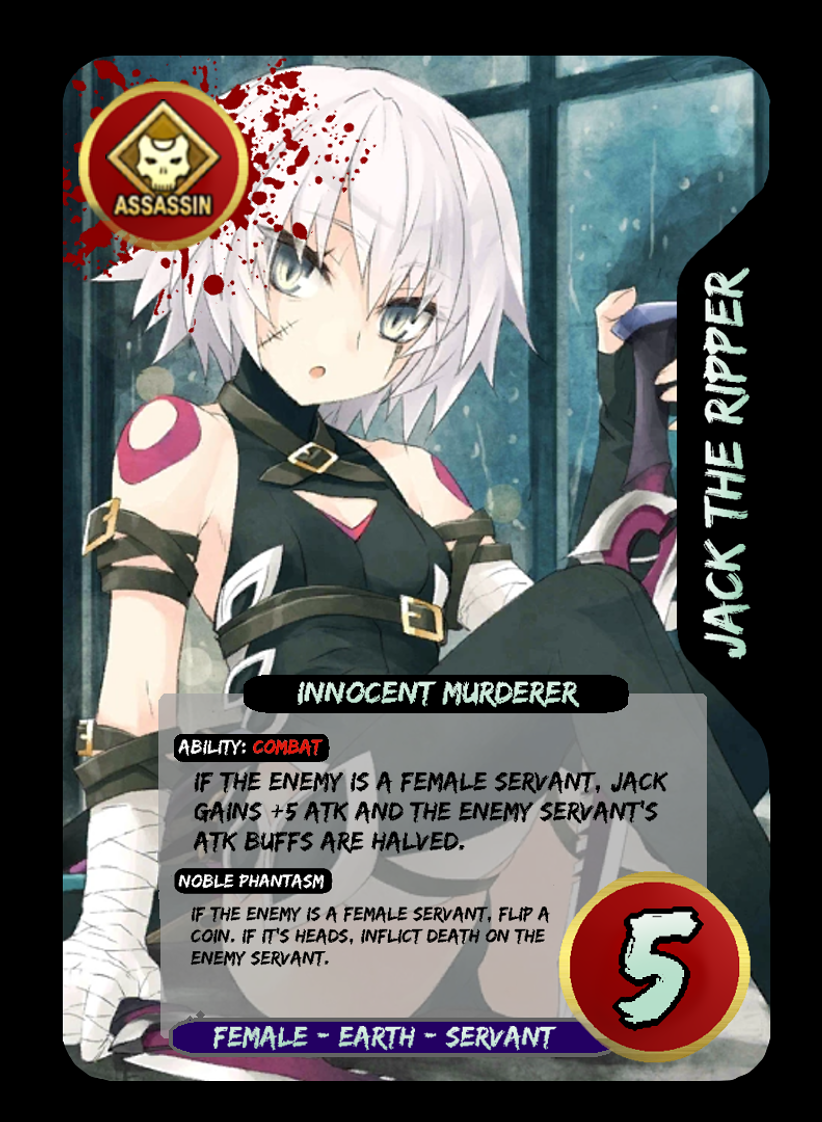 ASSASSIN
JACK THE RIPPER
INNOCENT MURDERER
ABILITY: COMBAT
IF THE ENEMY IS A FEMALE SERVANT, JACK
GAINS +5 ATK AND THE ENEMY SERVANT'S
ATK BUFFS ARE HALVED.
NOBLE PHANTASM
IF THE ENEMY IS A FEMALE SERVANT, FLIP A
COIN. IF IT'S HEADS, INFLICT DEATH ON THE
ENEMY SERVANT.
5
FEMALE - EARTH - SERVANT